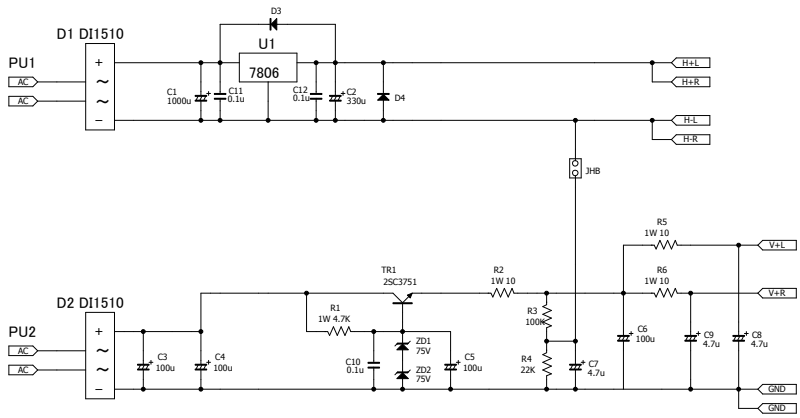 D1 DI1510
PU1
AC
AC
+
~
~
−
D3
U1
7806
C1
1000u
+
C11
0.1u
C12
0.1u
+
C2
330u
D4
H+L
H+R
H-L
H-R
JHB
R5
1W 10
V+L
R6
1W 10
V+R
TR1
2SC3751
R2
1W 10
D2 DI1510
PU2
AC
AC
+
~
~
−
R1
1W 4.7K
R3
100K
R4
22K
+
C3
100u
+
C4
100u
C10
0.1u
ZD1
75V
ZD2
75V
+
C5
100u
+
C7
4.7u
+
C6
100u
+
C9
4.7u
+
C8
4.7u
GND
GND